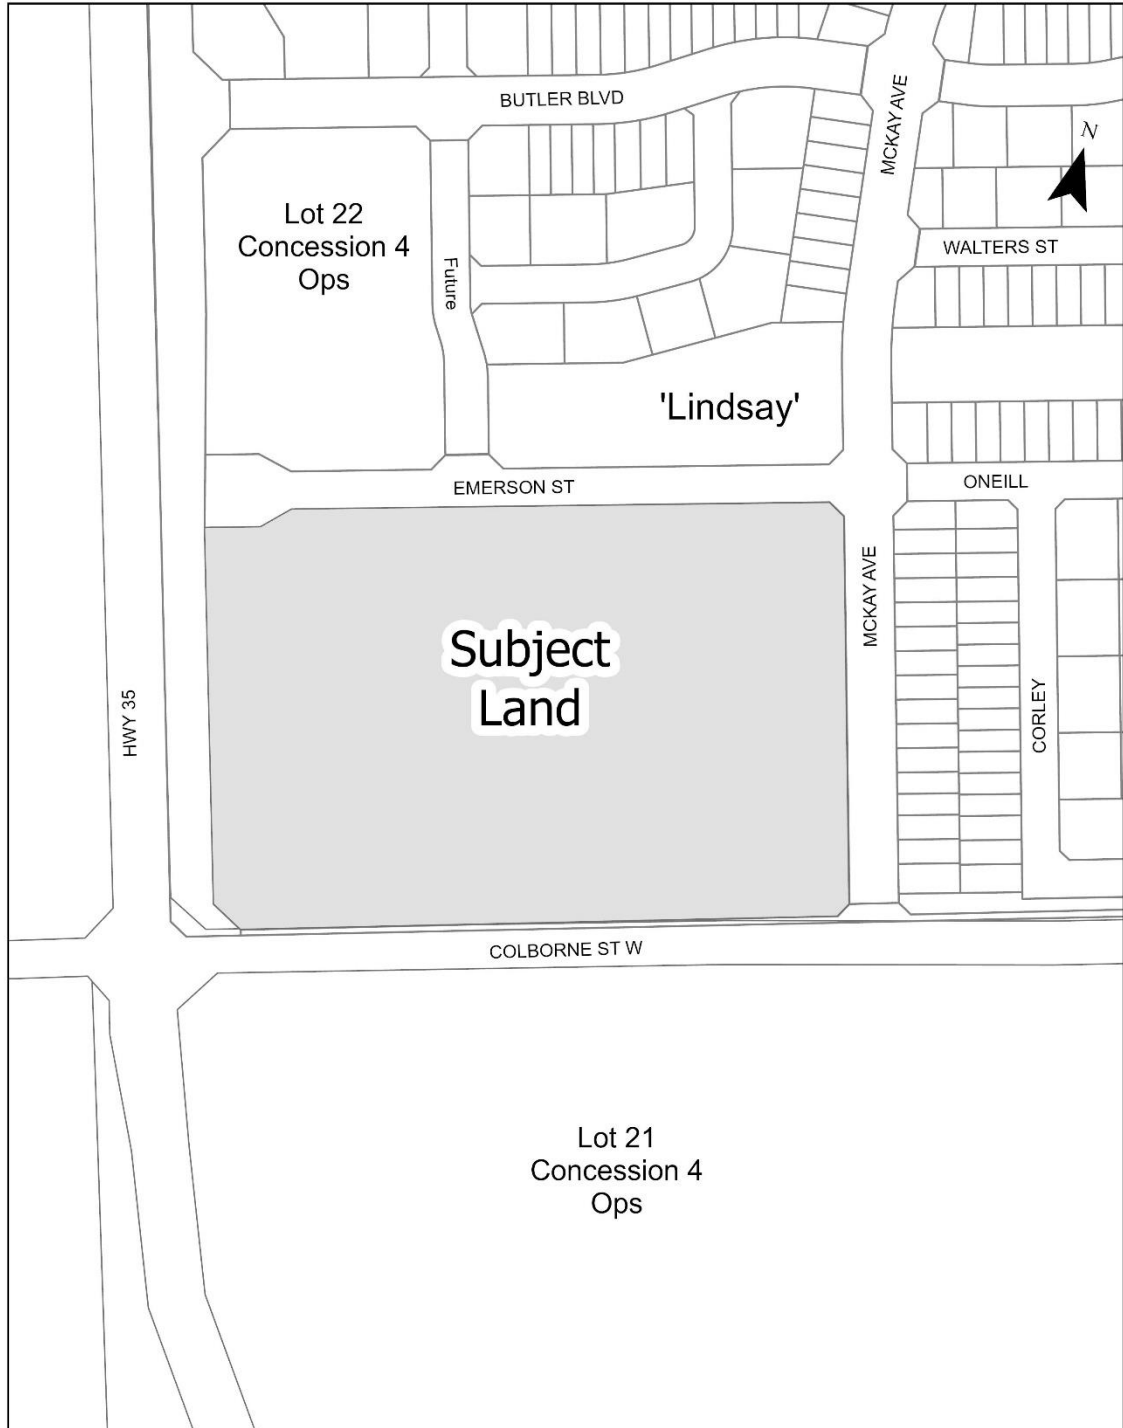 BUTLER BLVD
MCKAY AVE
N
Lot 22
Concession 4
Ops
WALTERS ST
Future
'Lindsay'
EMERSON ST
ONEILL
MCKAY AVE
Subject
Land
HWY 35
CORLEY
COLBORNE ST W
Lot 21
Concession 4
Ops